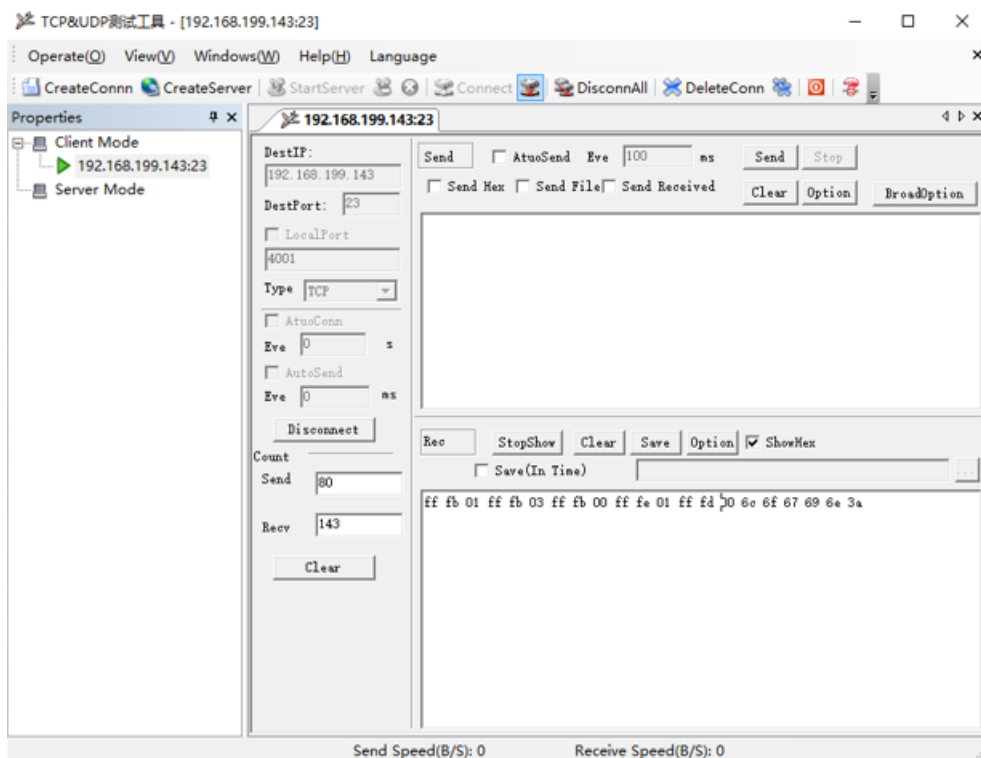 TCP&UDP测试工具 - [192.168.199.143:23]
Operate(O) View(V) Windows(W) Help(H) Language
CreateConnn CreateServer StartServer Connect DisconnAll DeleteConn
Properties
Client Mode
192.168.199.143:23
Server Mode
192.168.199.143:23
DestIP:
192.168.199.143
DestPort: 23
LocalPort
4001
Type TCP
AtuoConn
Eve 0 s
AutoSend
Eve 0 ms
Disconnect
Count
Send 80
Recv 143
Clear
Send AtuoSend Eve 100 ms Send Stop
Send Hex Send File Send Received Clear Option BroadOption
Rec StopShow Clear Save Option ShowHex
Save(In Time) ...
ff fb 01 ff fb 03 ff fb 00 ff fe 01 ff fd 00 6c 6f 67 69 6e 3a
Send Speed(B/S): 0 Receive Speed(B/S): 0